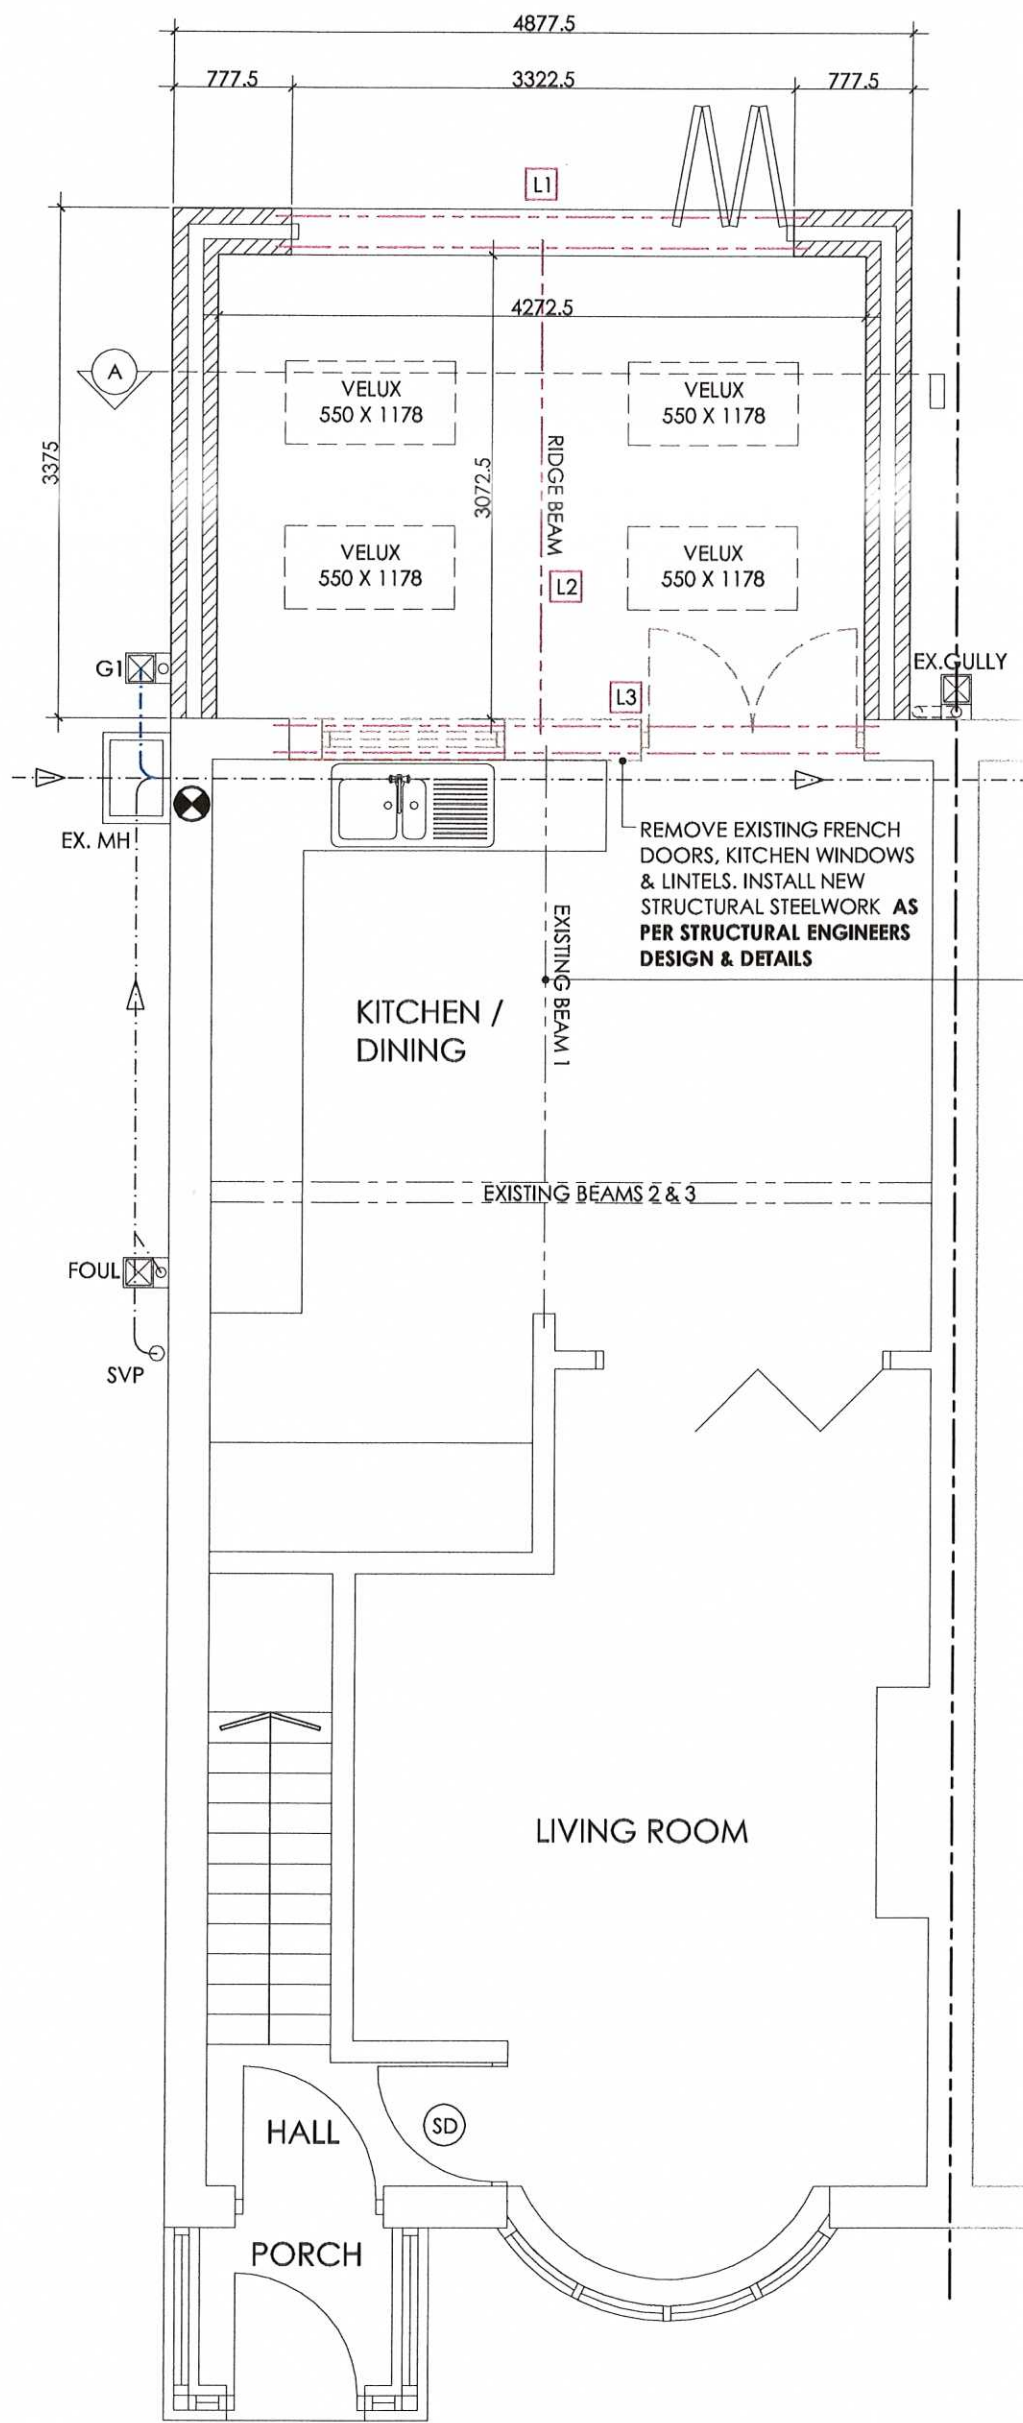 4877.5
777.5
3322.5
777.5
L1
4272.5
A
VELUX
550 X 1178
VELUX
550 X 1178
3375
3072.5
RIDGE BEAM
VELUX
550 X 1178
VELUX
550 X 1178
L2
G1
L3
EX.GULLY
EX. MH
REMOVE EXISTING FRENCH
DOORS, KITCHEN WINDOWS
& LINTELS. INSTALL NEW
STRUCTURAL STEELWORK AS
PER STRUCTURAL ENGINEERS
DESIGN & DETAILS
EXISTING BEAM 1
KITCHEN /
DINING
EXISTING BEAMS 2 & 3
FOUL
SVP
LIVING ROOM
HALL
SD
PORCH